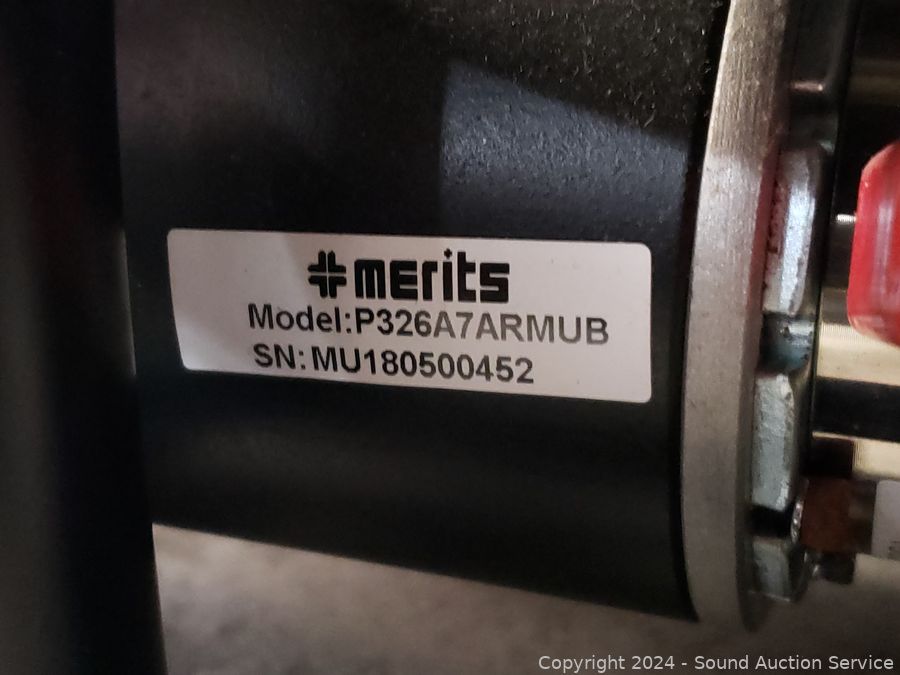 merits
Model:P326A7ARMUB
SN:MU180500452
Copyright 2024 - Sound Auction Service